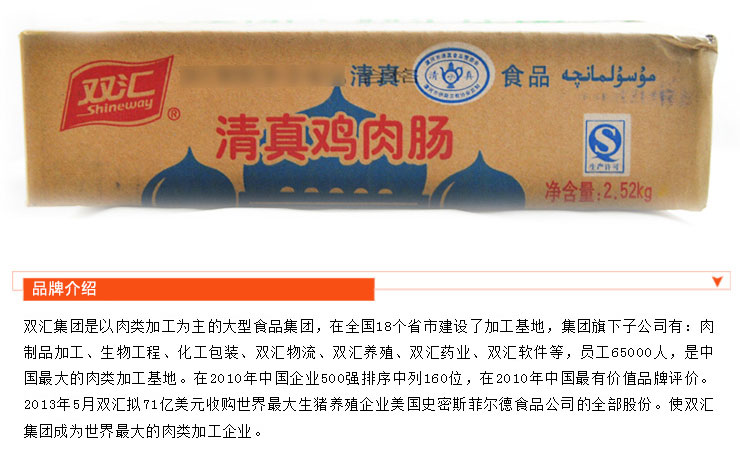 双汇
Shineway
®
清真
清 真
食品
مۇسۇلمانچە
清真鸡肉肠
QS
生产许可
净含量:2.52kg
品牌介绍
双汇集团是以肉类加工为主的大型食品集团，在全国18个省市建设了加工基地，集团旗下子公司有：肉
制品加工、生物工程、化工包装、双汇物流、双汇养殖、双汇药业、双汇软件等，员工65000人，是中
国最大的肉类加工基地。在2010年中国企业500强排序中列160位，在2010年中国最有价值品牌评价。
2013年5月双汇拟71亿美元收购世界最大生猪养殖企业美国史密斯菲尔德食品公司的全部股份。使双汇
集团成为世界最大的肉类加工企业。